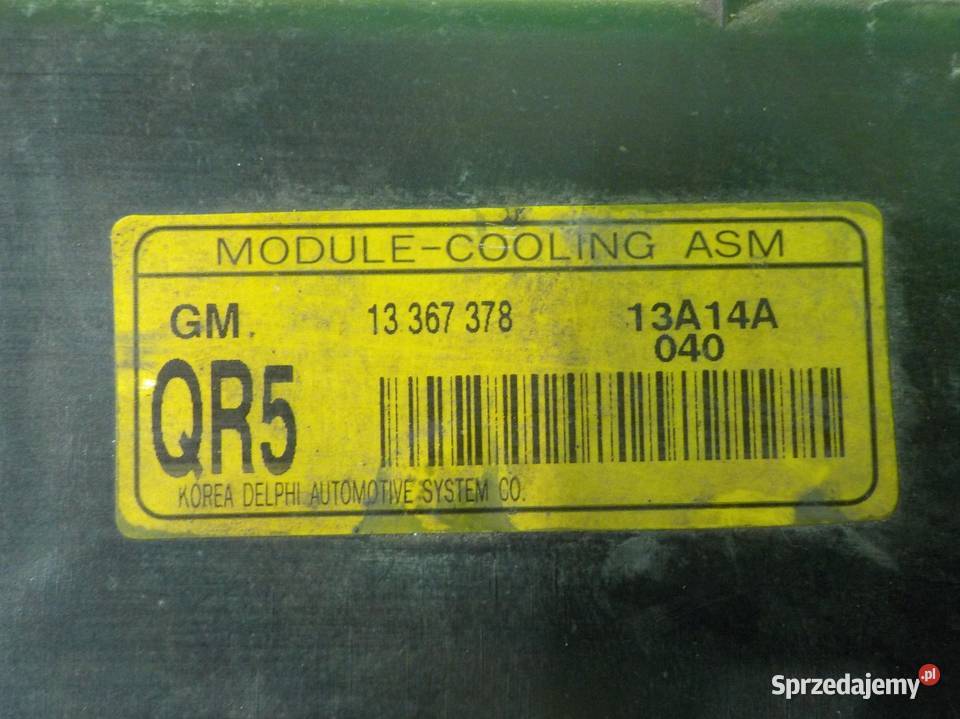 MODULE-COOLING ASM
GM. 13 367 378 13A14A
040
QR5
KOREA DELPHI AUTOMOTIVE SYSTEM CO.
Sprzedajemy.pl